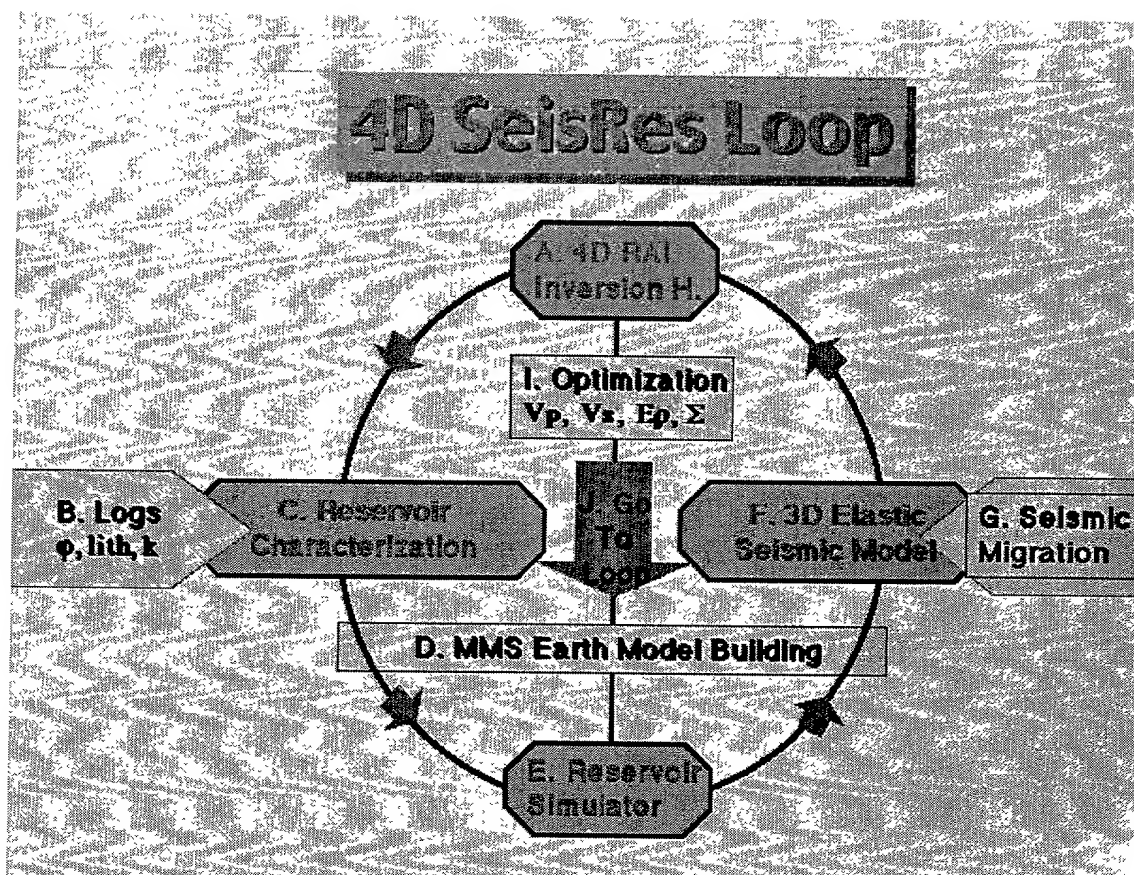 4D SeisRes Loop
A. 4D RAI
Inversion H.
I. Optimization
Vp, Vs, Eρ, Σ
B. Logs
φ, lith, k
C. Reservoir
Characterization
J. Go
To
Loop
F. 3D Elastic
Seismic Model
G. Seismic
Migration
D. MMS Earth Model Building
E. Reservoir
Simulator